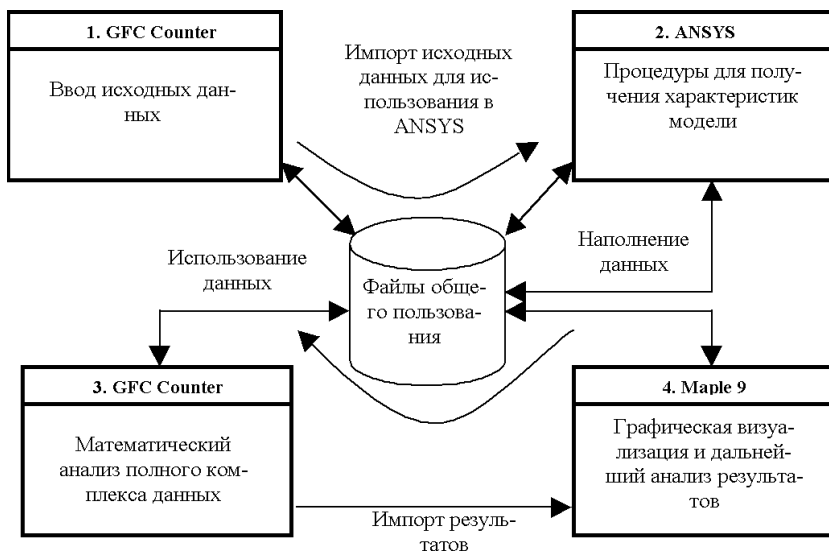 1. GFC Counter
Ввод исходных дан-
ных
Импорт исходных
данных для ис-
пользования в
ANSYS
2. ANSYS
Процедуры для полу-
чения характеристик
модели
Использование
данных
Файлы обще-
го пользова-
ния
Наполнение
данных
3. GFC Counter
Математический
анализ полного ком-
плекса данных
Импорт резуль-
татов
4. Maple 9
Графическая визуа-
лизация и дальней-
ший анализ результа-
тов